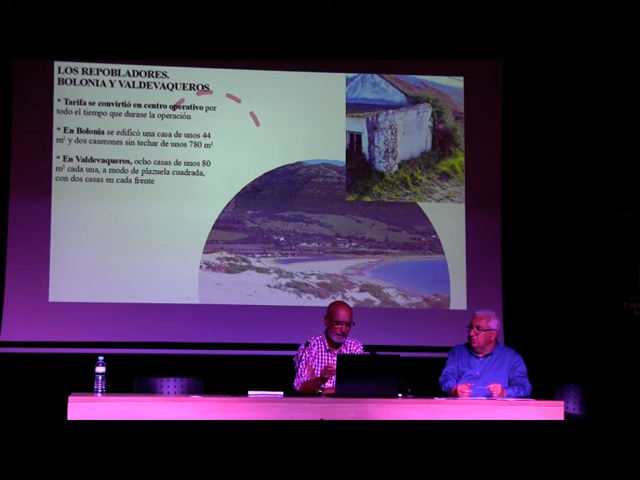 LOS REPOBLADORES.
BOLONIA Y VALDEVAQUEROS.
* Tarifa se convirtió en centro operativo por
todo el tiempo que durase la operación
* En Bolonia se edificó una casa de unos 44
m² y dos caserones sin techar de unos 780 m²
* En Valdevaqueros, ocho casas de unos 80
m² cada una, a modo de plazuela cuadrada,
con dos casas en cada frente